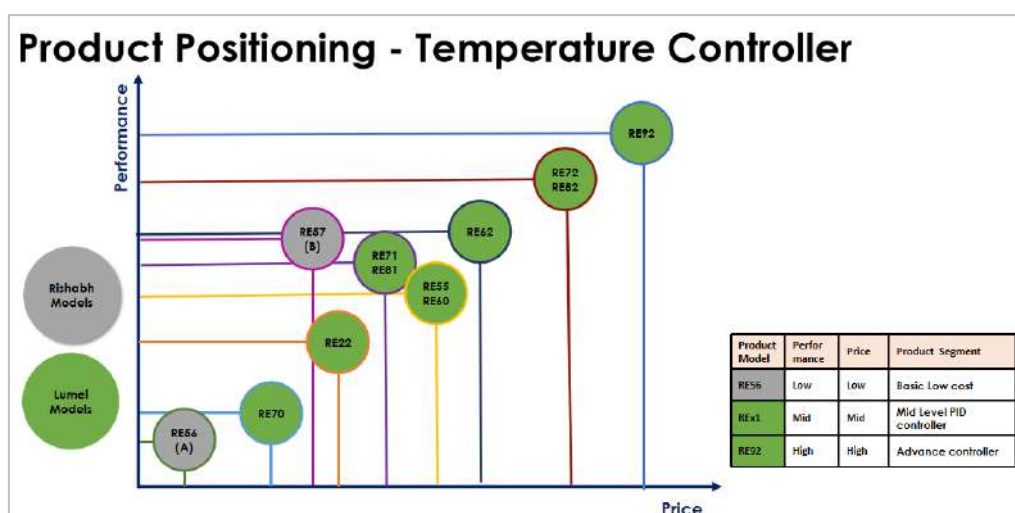 Product Positioning - Temperature Controller
Performance
RE92
RE72
RE82
RE57
(B)
RE62
RE71
RE81
Rishabh
Models
RE55
RE60
RE22
Lumel
Models
RE70
RE56
(A)
Price
Product
Model
Perfor
mance
Price
Product Segment
RE56
Low
Low
Basic Low cost
REx1
Mid
Mid
Mid Level PID
controller
RE92
High
High
Advance controller